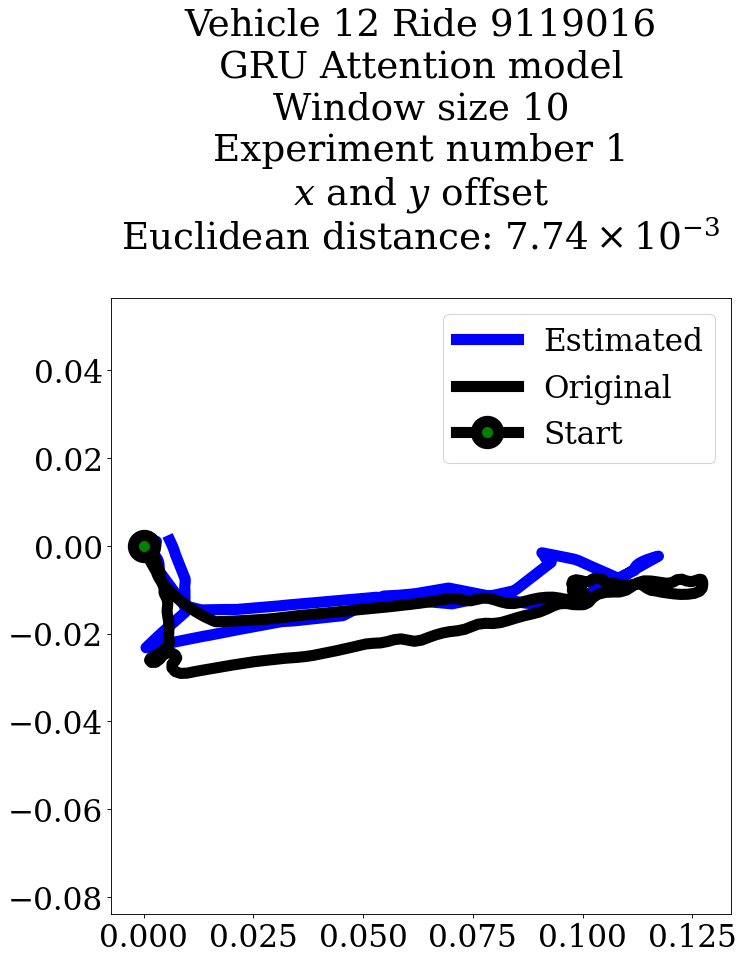 Vehicle 12 Ride 9119016
GRU Attention model
Window size 10
Experiment number 1
x and y offset
Euclidean distance: 7.74 × 10⁻³
Estimated
Original
Start
0.04
0.02
0.00
−0.02
−0.04
−0.06
−0.08
0.000 0.025 0.050 0.075 0.100 0.125